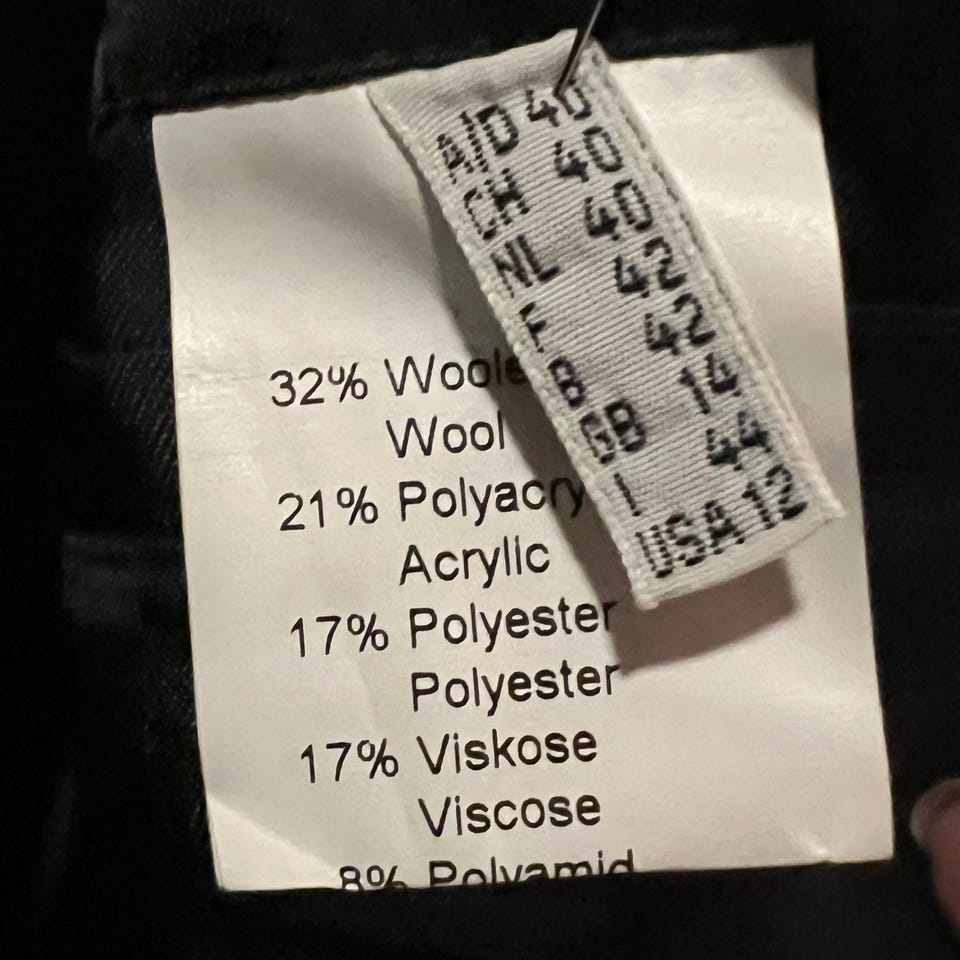 A/D 40
CH 40
NL 40
F 42
B 42
GB 14
I 44
USA 12
32% Wool
Wool
21% Polyacry
Acrylic
17% Polyester
Polyester
17% Viskose
Viscose
8% Polyamid